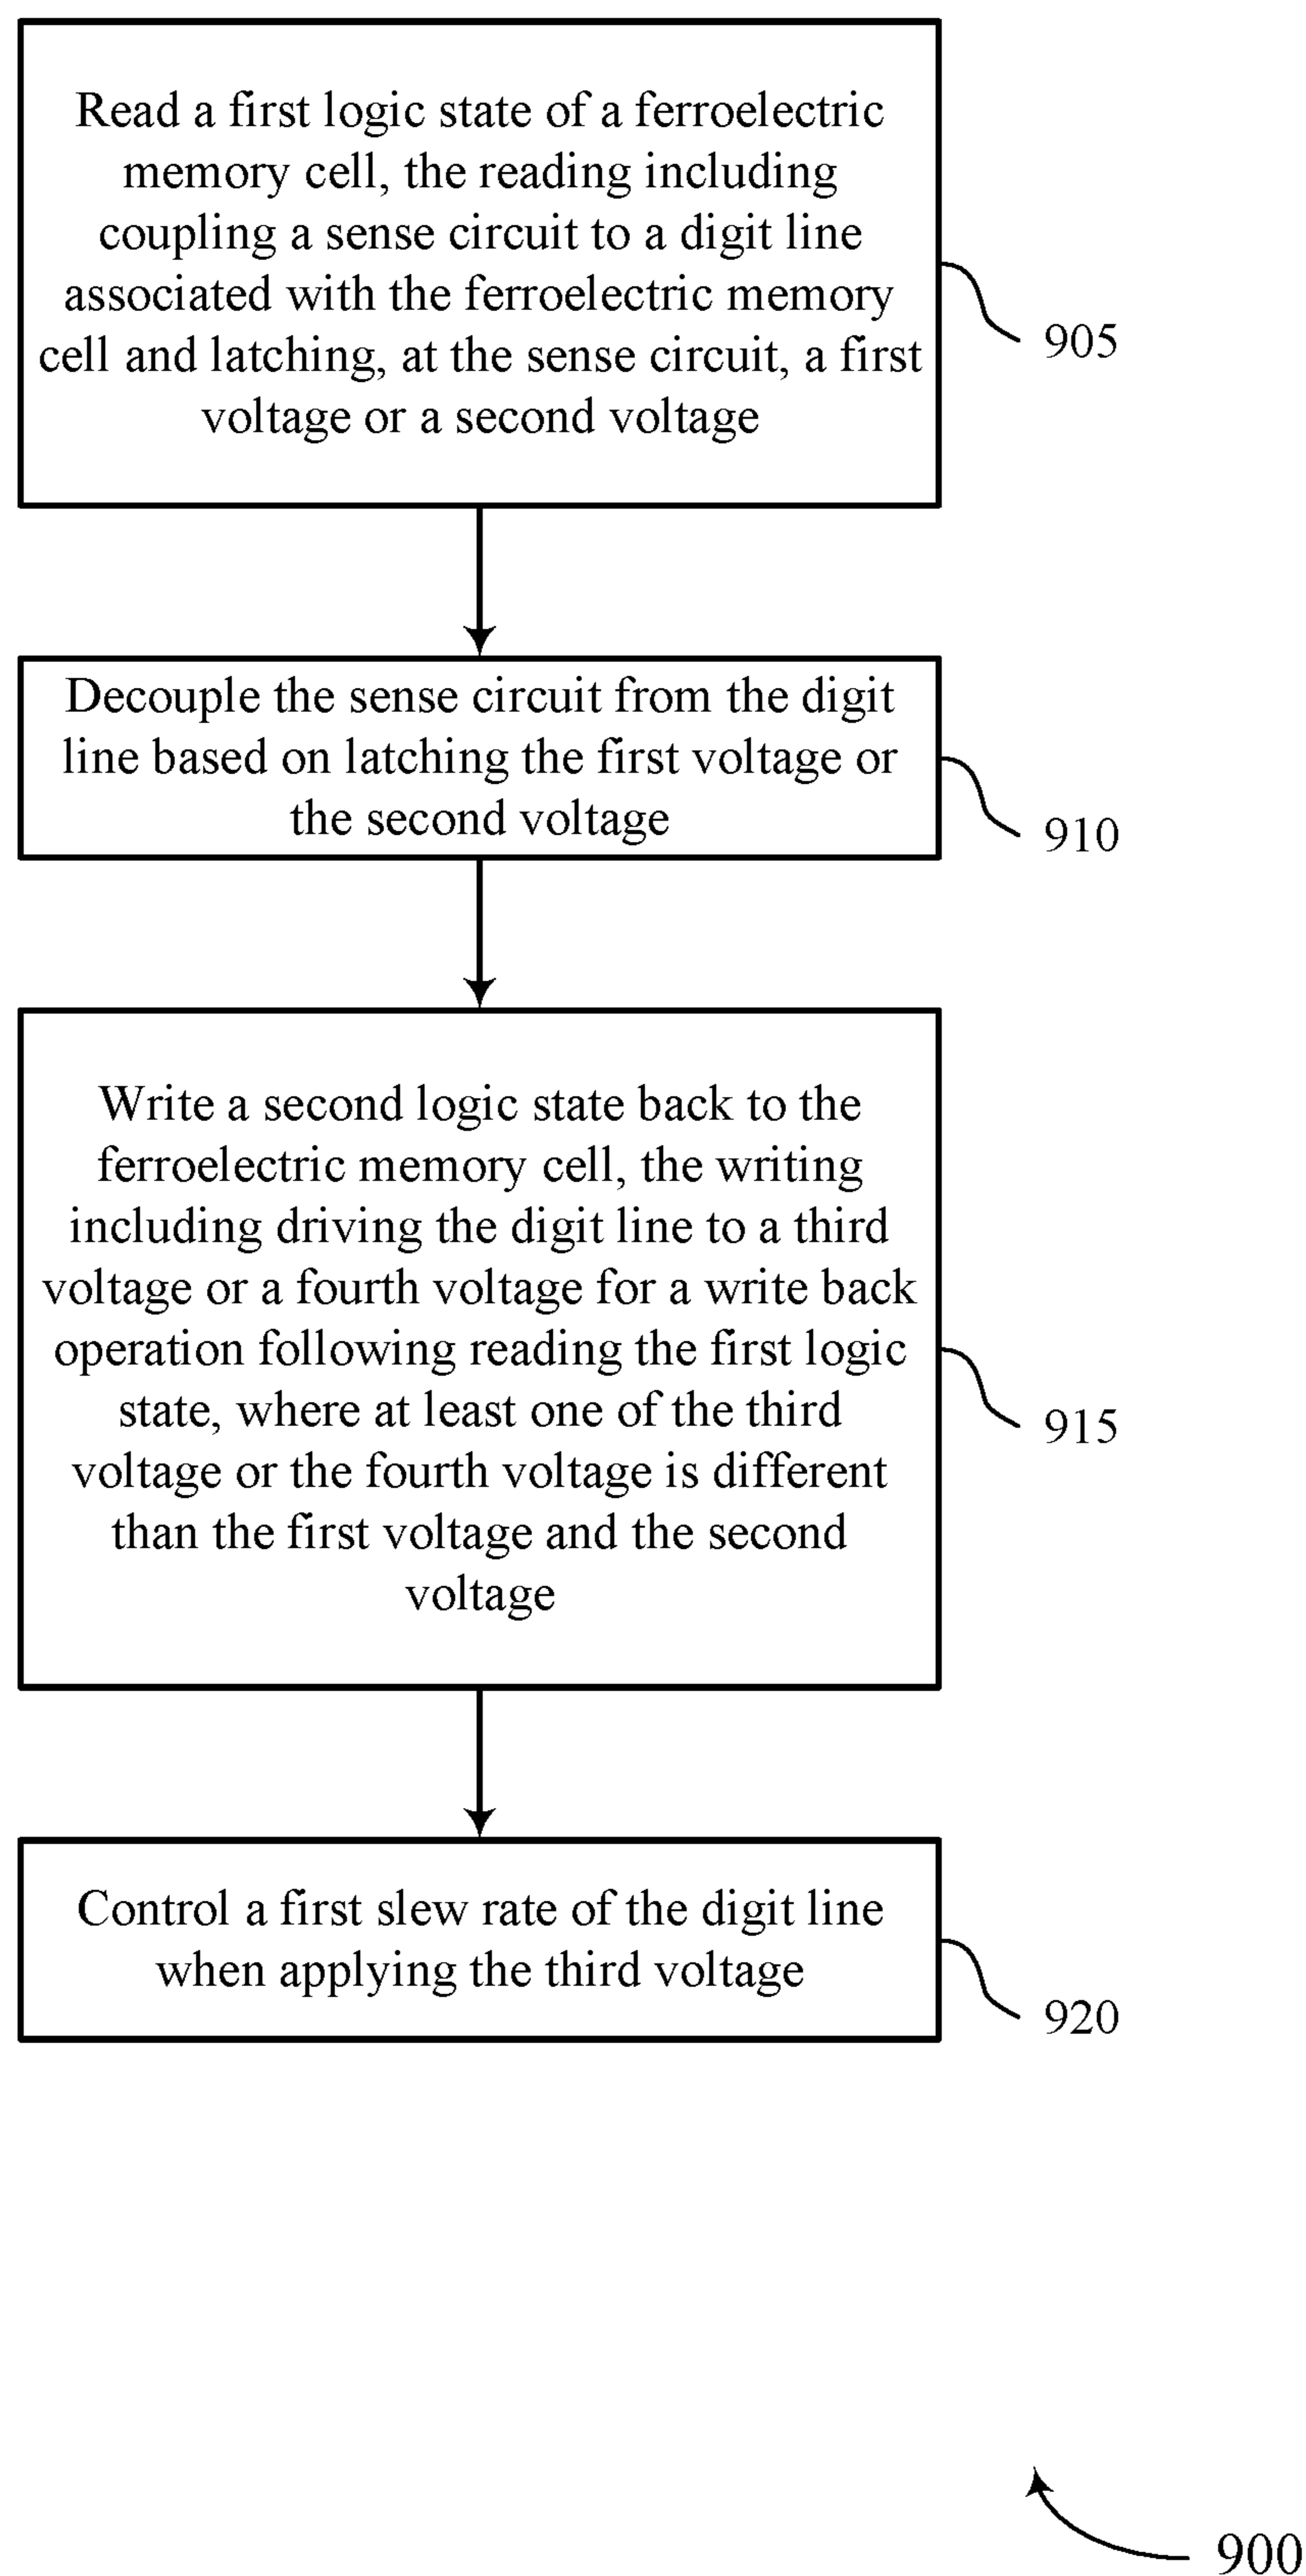 Read a first logic state of a ferroelectric
memory cell, the reading including
coupling a sense circuit to a digit line
associated with the ferroelectric memory
cell and latching, at the sense circuit, a first
voltage or a second voltage
905
Decouple the sense circuit from the digit
line based on latching the first voltage or
the second voltage
910
Write a second logic state back to the
ferroelectric memory cell, the writing
including driving the digit line to a third
voltage or a fourth voltage for a write back
operation following reading the first logic
state, where at least one of the third
voltage or the fourth voltage is different
than the first voltage and the second
voltage
915
Control a first slew rate of the digit line
when applying the third voltage
920
900